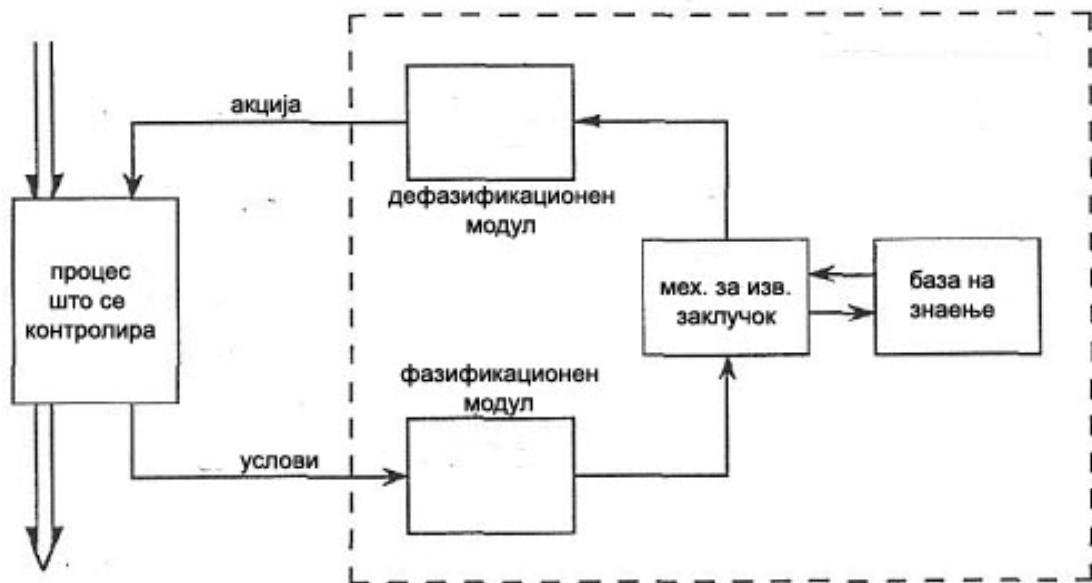 акција
дефазификационен
модул
процес
што се
контролира
мех. за изв.
заклучок
база на
знаење
фазификационен
модул
услови